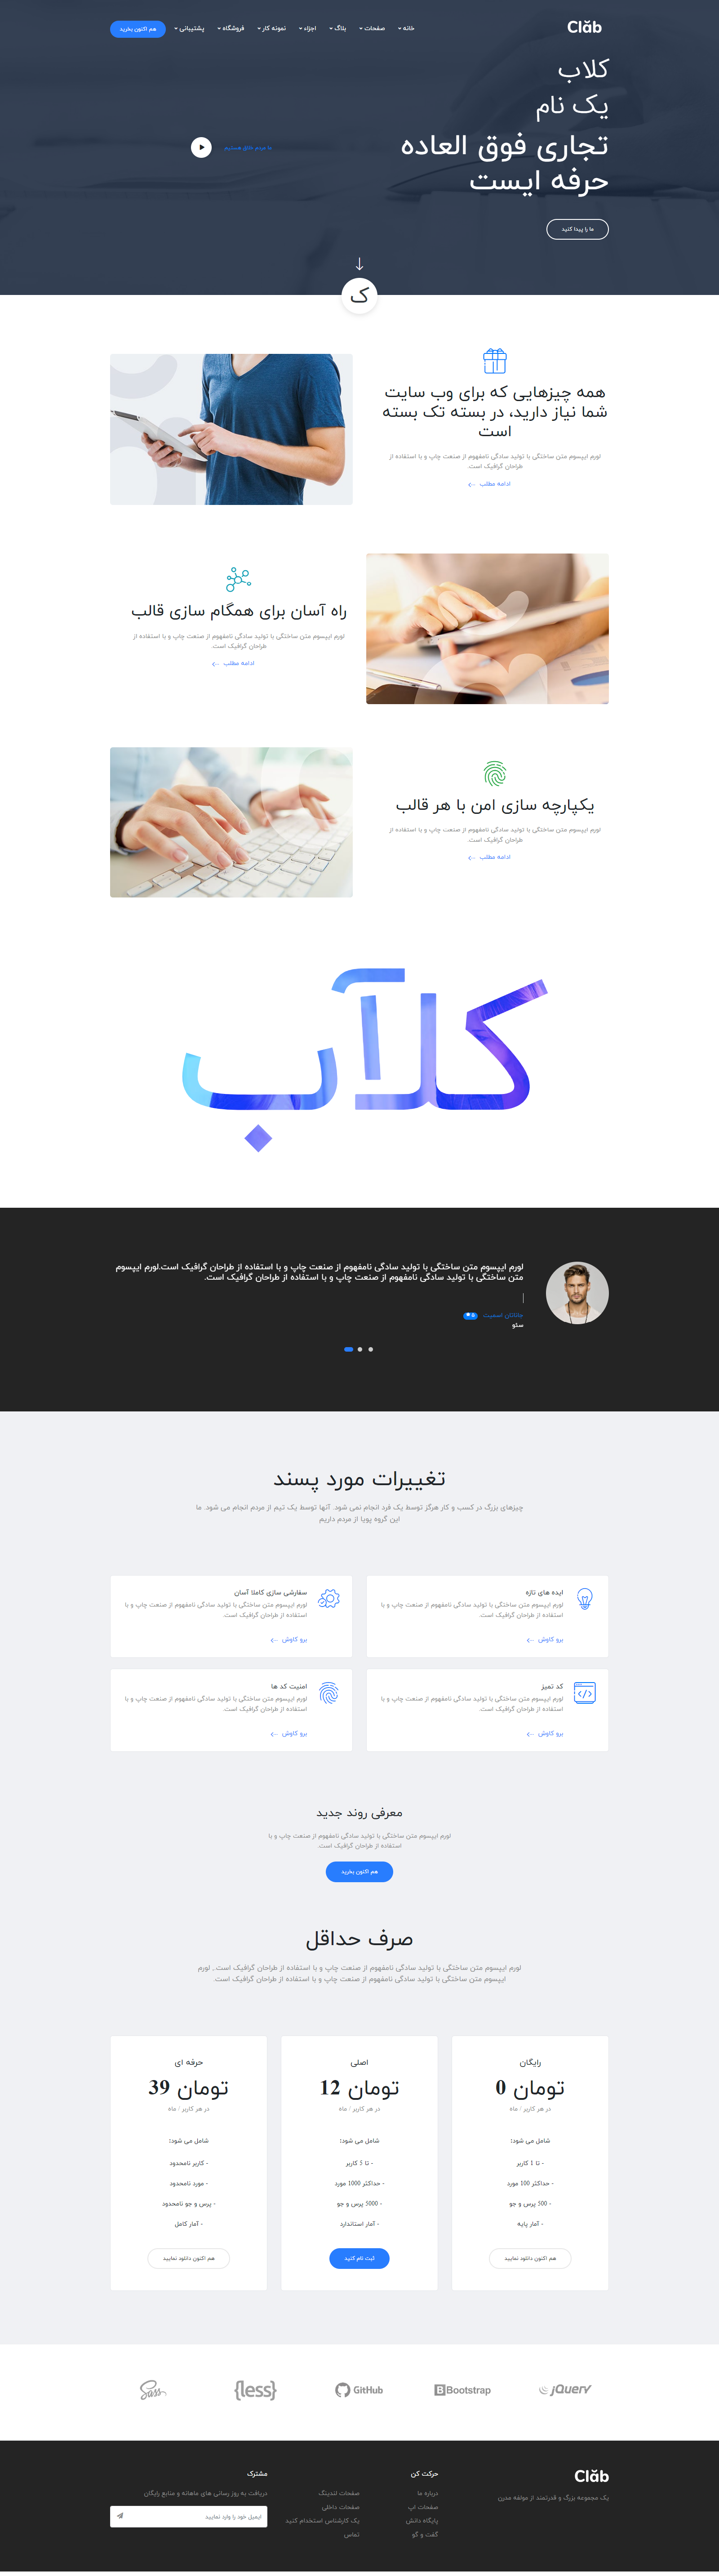 Clăb
خانه
صفحات
بلاگ
اجزاء
نمونه کار
فروشگاه
پشتیبانی
هم اکنون بخرید
کلاب
یک نام
تجاری فوق العاده
حرفه ایست
ما مردم خلاق هستیم
ما را پیدا کنید
ک
همه چیزهایی که برای وب سایت
شما نیاز دارید، در بسته تک بسته
است
لورم ایپسوم متن ساختگی با تولید سادگی نامفهوم از صنعت چاپ و با استفاده از
طراحان گرافیک است.
ادامه مطلب
راه آسان برای همگام سازی قالب
لورم ایپسوم متن ساختگی با تولید سادگی نامفهوم از صنعت چاپ و با استفاده از
طراحان گرافیک است.
ادامه مطلب
یکپارچه سازی امن با هر قالب
لورم ایپسوم متن ساختگی با تولید سادگی نامفهوم از صنعت چاپ و با استفاده از
طراحان گرافیک است.
ادامه مطلب
کلآب
لورم ایپسوم متن ساختگی با تولید سادگی نامفهوم از صنعت چاپ و با استفاده از طراحان گرافیک است.لورم ایپسوم
متن ساختگی با تولید سادگی نامفهوم از صنعت چاپ و با استفاده از طراحان گرافیک است.
جاناتان اسمیت.
سئو
تغییرات مورد پسند
چیزهای بزرگ در کسب و کار هرگز توسط یک فرد انجام نمی شود. آنها توسط یک تیم از مردم انجام می شود. ما
این گروه پویا از مردم داریم
ایده های تازه
لورم ایپسوم متن ساختگی با تولید سادگی نامفهوم از صنعت چاپ و با
استفاده از طراحان گرافیک است.
برو کاوش
سفارشی سازی کاملا آسان
لورم ایپسوم متن ساختگی با تولید سادگی نامفهوم از صنعت چاپ و با
استفاده از طراحان گرافیک است.
برو کاوش
کد تمیز
لورم ایپسوم متن ساختگی با تولید سادگی نامفهوم از صنعت چاپ و با
استفاده از طراحان گرافیک است.
برو کاوش
امنیت کد ها
لورم ایپسوم متن ساختگی با تولید سادگی نامفهوم از صنعت چاپ و با
استفاده از طراحان گرافیک است.
برو کاوش
معرفی روند جدید
لورم ایپسوم متن ساختگی با تولید سادگی نامفهوم از صنعت چاپ و با
استفاده از طراحان گرافیک است.
هم اکنون بخرید
صرف حداقل
لورم ایپسوم متن ساختگی با تولید سادگی نامفهوم از صنعت چاپ و با استفاده از طراحان گرافیک است.. لورم
ایپسوم متن ساختگی با تولید سادگی نامفهوم از صنعت چاپ و با استفاده از طراحان گرافیک است.
رایگان
تومان 0
در هر کاربر / ماه
شامل می شود:
- تا 1 کاربر
- حداکثر 100 مورد
- 500 پرس و جو
- آمار پایه
هم اکنون دانلود نمایید
اصلی
تومان 12
در هر کاربر / ماه
شامل می شود:
- تا 5 کاربر
- حداکثر 1000 مورد
- 5000 پرس و جو
- آمار استاندارد
ثبت نام کنید
حرفه ای
تومان 39
در هر کاربر / ماه
شامل می شود:
- کاربر نامحدود
- مورد نامحدود
- پرس و جو نامحدود
- آمار کامل
هم اکنون دانلود نمایید
jQuery
Bootstrap
GitHub
{less}
Sass
Clăb
یک مجموعه بزرگ و قدرتمند از مولفه مدرن
حرکت کن
درباره ما
صفحات اپ
پایگاه دانش
گفت و گو
صفحات لندینگ
صفحات داخلی
یک کارشناس استخدام کنید
تماس
مشترک
دریافت به روز رسانی های ماهانه و منابع رایگان
ایمیل خود را وارد نمایید